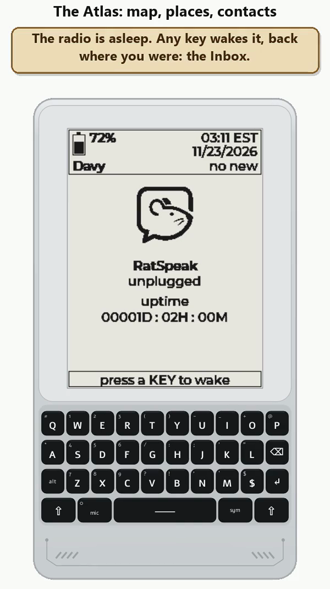 The Atlas: map, places, contacts
The radio is asleep. Any key wakes it, back
where you were: the Inbox.
72% 03:11 EST
11/23/2026
Davy no new
RatSpeak
unplugged
uptime
00001D : 02H : 00M
press a KEY to wake
Q W E R T Y U I O P
A S D F G H J K L
alt Z X C V B N M $
mic sym